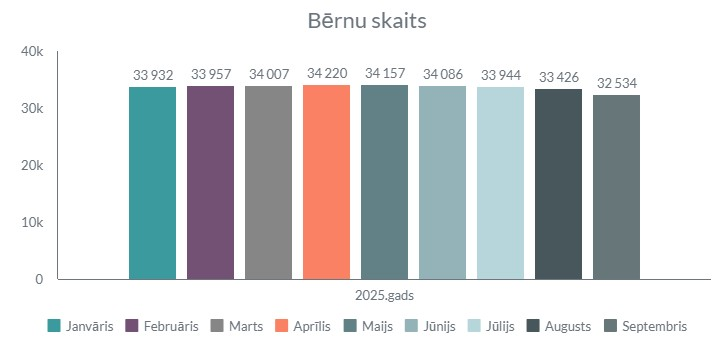 Bērnu skaits
40k
30k
20k
10k
0
33 932
33 957
34 007
34 220
34 157
34 086
33 944
33 426
32 534
2025.gads
Janvāris Februāris Marts Aprīlis Maijs Jūnijs Jūlijs Augusts Septembris